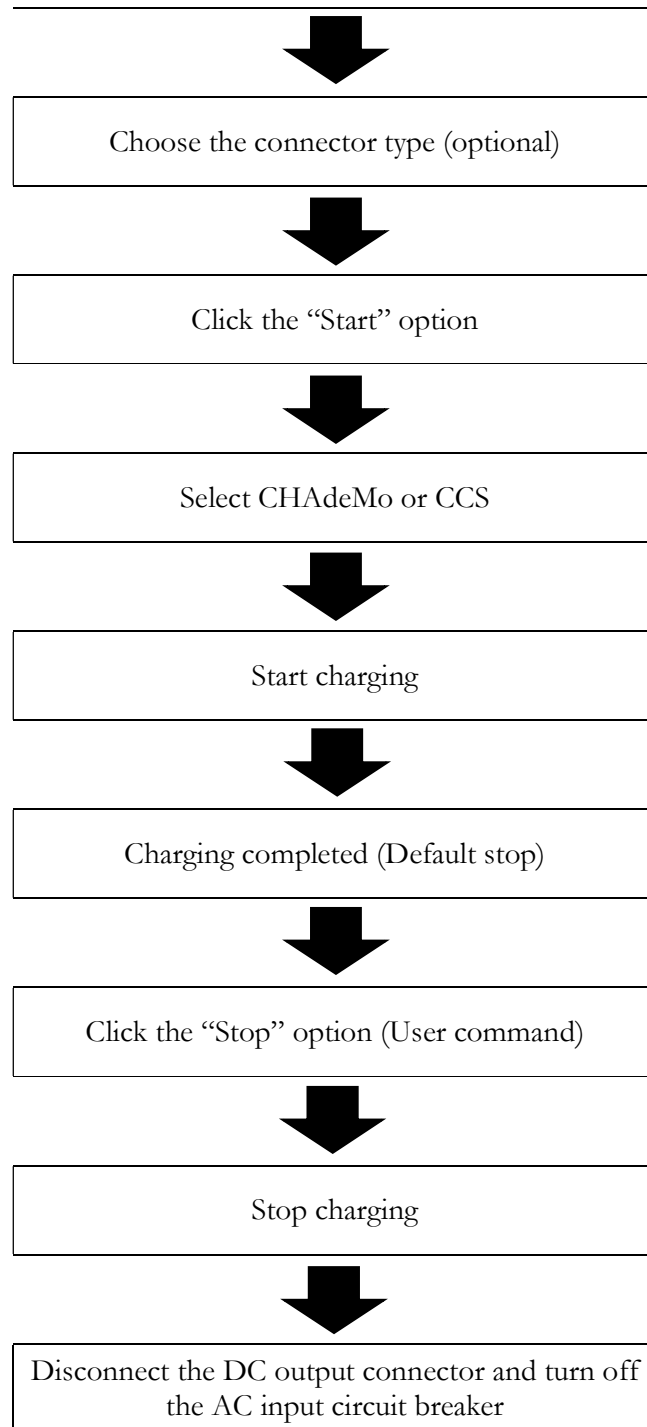 Choose the connector type (optional)
Click the “Start” option
Select CHAdeMo or CCS
Start charging
Charging completed (Default stop)
Click the “Stop” option (User command)
Stop charging
Disconnect the DC output connector and turn off
the AC input circuit breaker